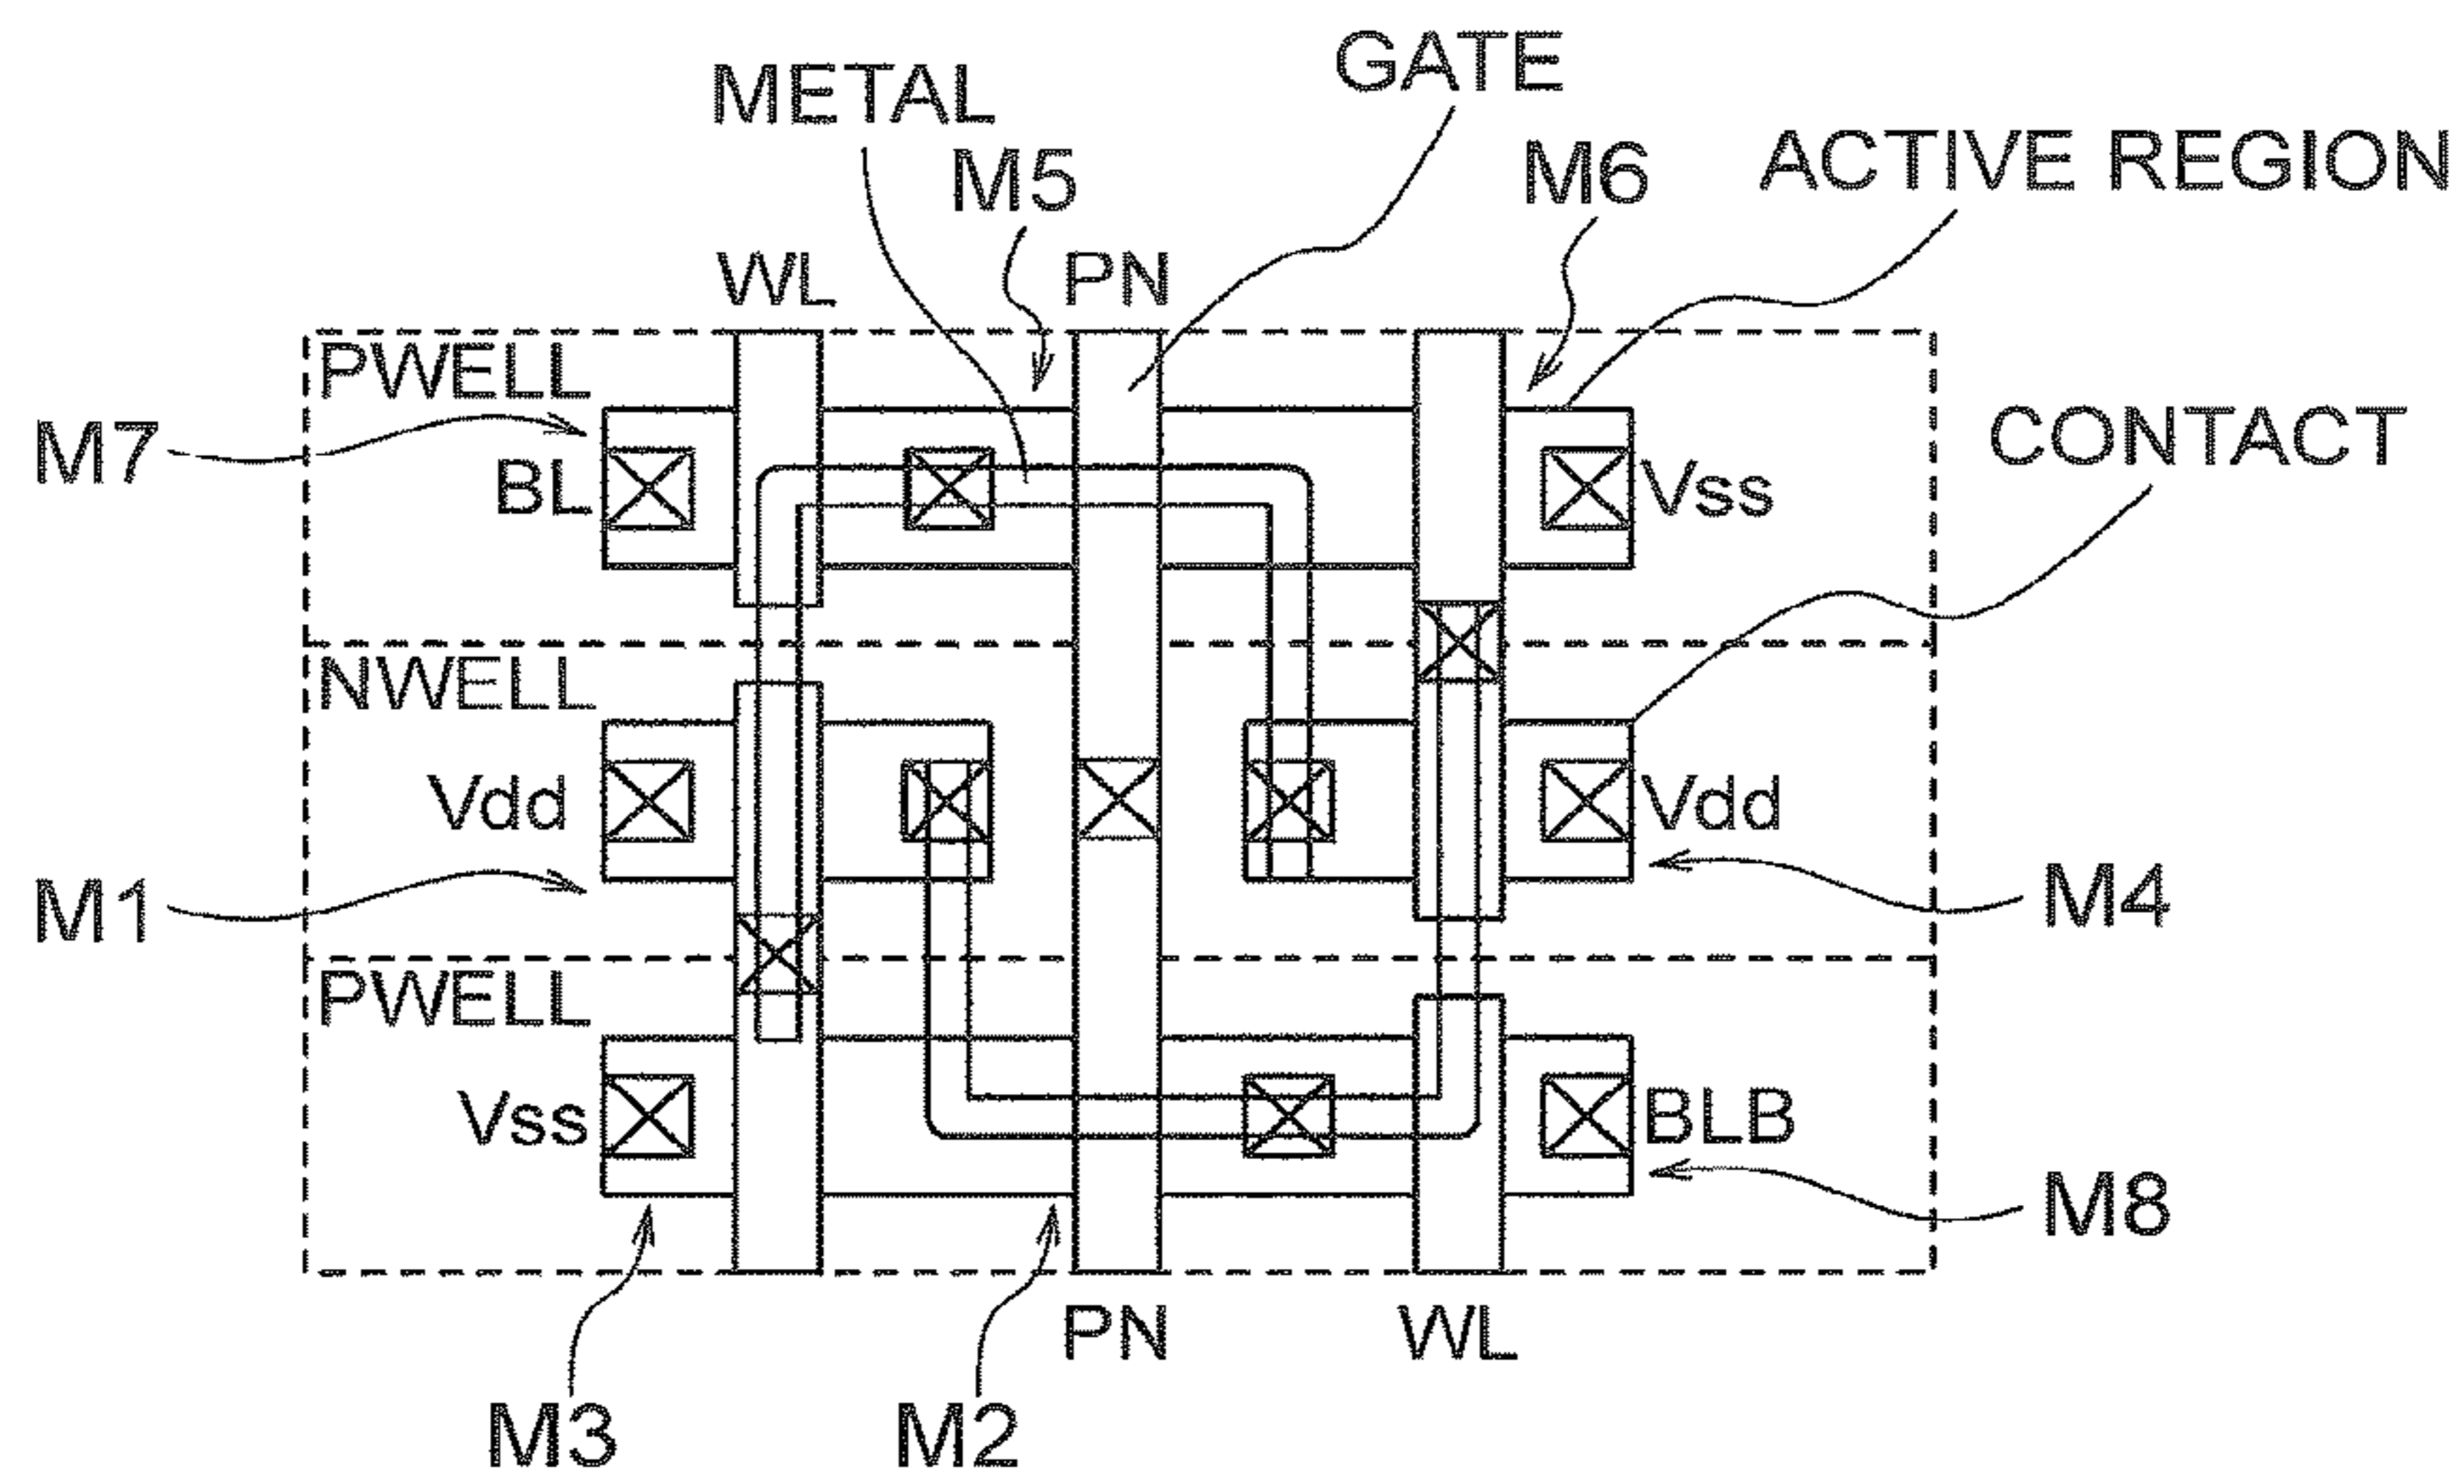 GATE
METAL
ACTIVE REGION
M5
M6
WL
PN
PWELL
M7
CONTACT
BL
Vss
NWELL
Vdd
Vdd
M1
M4
PWELL
Vss
BLB
M8
PN
WL
M3
M2